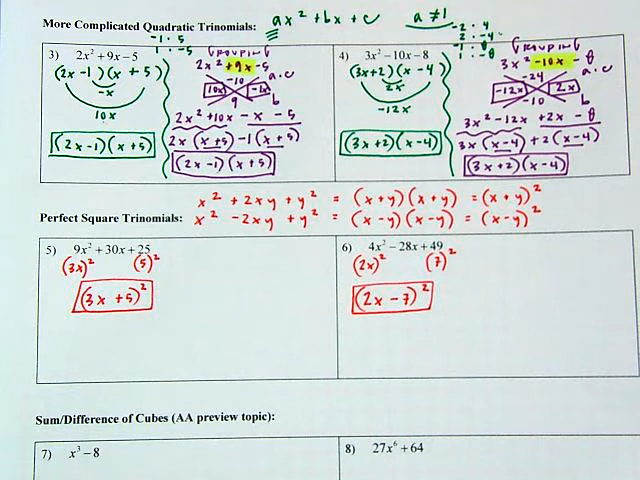 More Complicated Quadratic Trinomials: ax² + bx + c a ≠ 1
-1 · 5
1 · -5
-2 · 4
2 · -4
-1 · 8
1 · -8
3) 2x² + 9x - 5
(2x - 1)(x + 5)
-x
10x
(2x - 1)(x + 5)
GROUPING
2x² + 9x - 5
-10 a·c
10x -1x
9 b
2x² + 10x - x - 5
2x(x + 5) - 1(x + 5)
(2x - 1)(x + 5)
4) 3x² - 10x - 8
(3x + 2)(x - 4)
2x
-12x
(3x + 2)(x - 4)
GROUPING
3x² - 10x - 8
-24 a·c
-12x 2x
-10 b
3x² - 12x + 2x - 8
3x(x - 4) + 2(x - 4)
(3x + 2)(x - 4)
x² + 2xy + y² = (x + y)(x + y) = (x + y)²
Perfect Square Trinomials: x² - 2xy + y² = (x - y)(x - y) = (x - y)²
5) 9x² + 30x + 25
(3x)² (5)²
(3x + 5)²
6) 4x² - 28x + 49
(2x)² (7)²
(2x - 7)²
Sum/Difference of Cubes (AA preview topic):
7) x³ - 8
8) 27x⁶ + 64